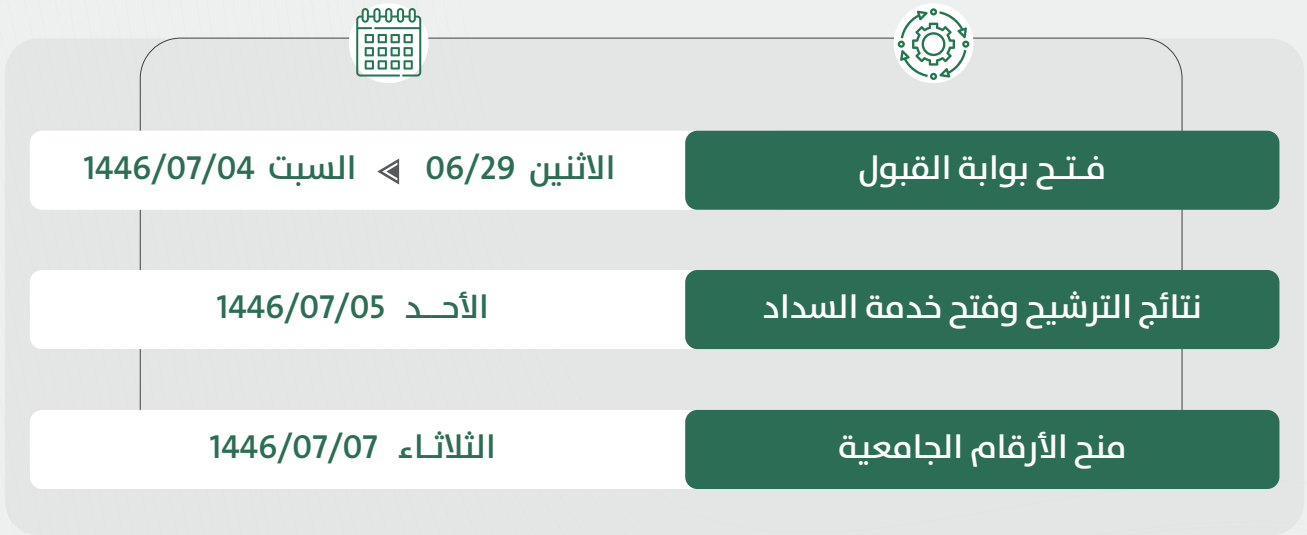 فـتـح بوابة القبول
الاثنين 06/29 ◄ السبت 1446/07/04
نتائج الترشيح وفتح خدمة السداد
الأحـــد 1446/07/05
منح الأرقام الجامعية
الثلاثـاء 1446/07/07